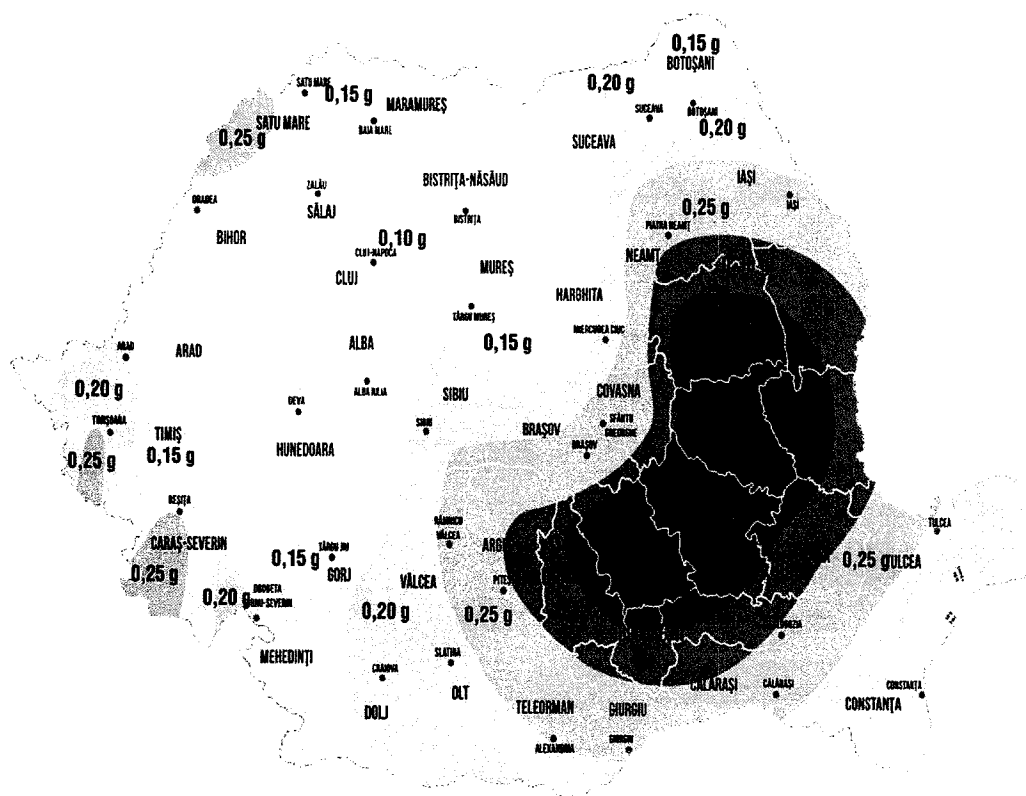 0,15 g
BOTOȘANI
0,20 g
SUCEAVA
BOTOȘANI
0,20 g
SUCEAVA
SATU MARE
0,15 g
MARAMUREȘ
BAIA MARE
SATU MARE
0,25 g
BISTRIȚA-NĂSĂUD
BISTRIȚA
ZALĂU
SĂLAJ
ORADEA
BIHOR
IAȘI
IAȘI
0,25 g
PIATRA NEAMȚ
NEAMȚ
0,10 g
CLUJ-NAPOCA
CLUJ
MUREȘ
TÂRGU MUREȘ
0,15 g
HARGHITA
MIERCUREA CIUC
ARAD
ARAD
ALBA
ALBA IULIA
0,20 g
TIMIȘOARA
TIMIȘ
0,15 g
0,25 g
DEVA
HUNEDOARA
SIBIU
SIBIU
COVASNA
SFÂNTU
GHEORGHE
BRAȘOV
BRAȘOV
REȘIȚA
CARAȘ-SEVERIN
0,25 g
0,15 g
TÂRGU JIU
GORJ
0,20 g
DROBETA
MEHEDINȚI
RÂMNICU
VÂLCEA
VÂLCEA
0,20 g
ARG
PITEȘ
0,25 g
SLATINA
OLT
CRAIOVA
DOLJ
TELEORMAN
ALEXANDRIA
GIURGIU
GIURGIU
CĂLĂRAȘI
CĂLĂRAȘI
TULCEA
0,25 g
ULCEA
CONSTANȚA
CONSTANȚA